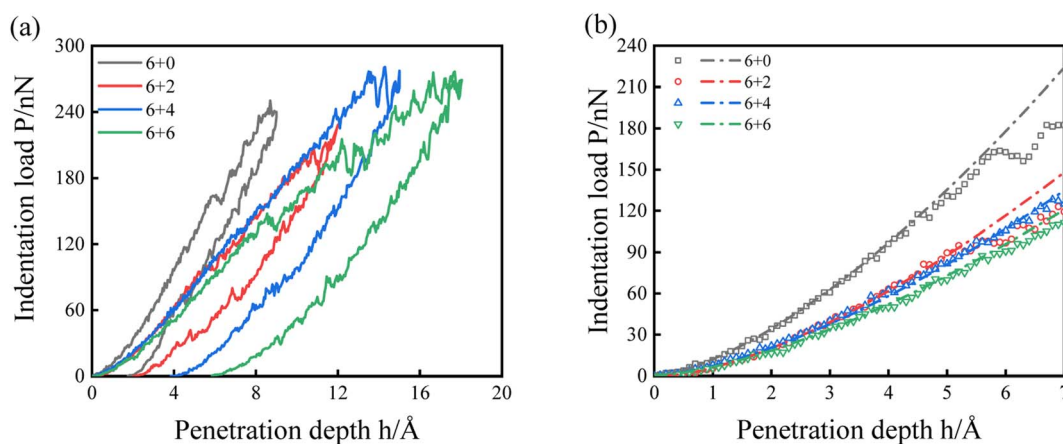 (a)
300
240
180
120
60
0
Indentation load P/nN
6+0
6+2
6+4
6+6
0 4 8 12 16 20
Penetration depth h/Å
(b)
240
210
180
150
120
90
60
30
0
Indentation load P/nN
6+0
6+2
6+4
6+6
0 1 2 3 4 5 6 7
Penetration depth h/Å